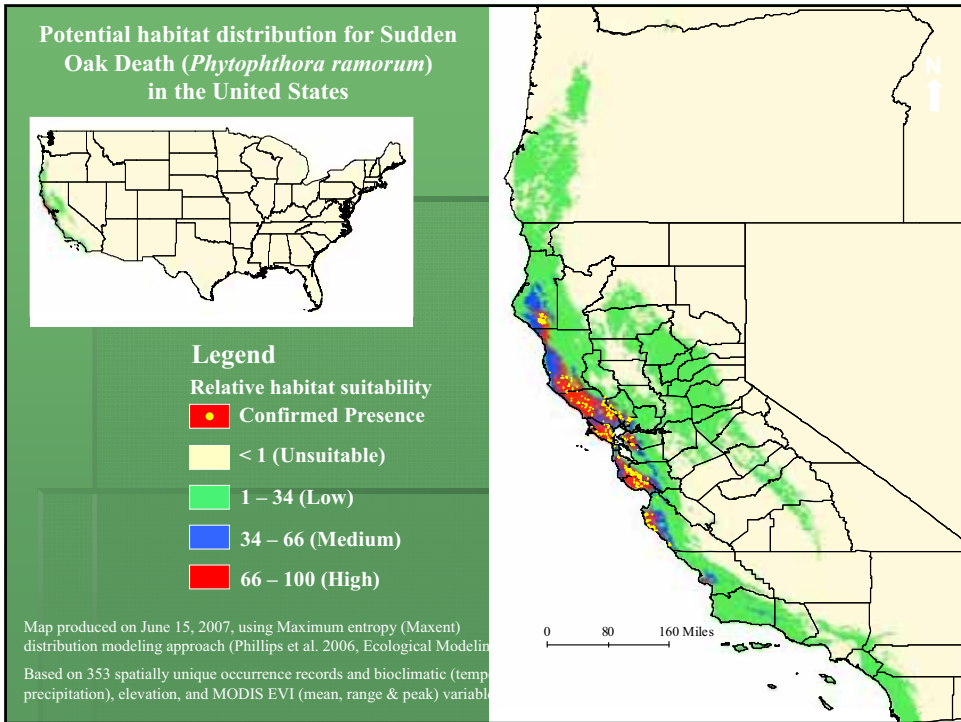 Potential habitat distribution for Sudden
Oak Death (Phytophthora ramorum)
in the United States
N
Legend
Relative habitat suitability
Confirmed Presence
< 1 (Unsuitable)
1 – 34 (Low)
34 – 66 (Medium)
66 – 100 (High)
0 80 160 Miles
Map produced on June 15, 2007, using Maximum entropy (Maxent)
distribution modeling approach (Phillips et al. 2006, Ecological Modelin
Based on 353 spatially unique occurrence records and bioclimatic (temp
precipitation), elevation, and MODIS EVI (mean, range & peak) variabl